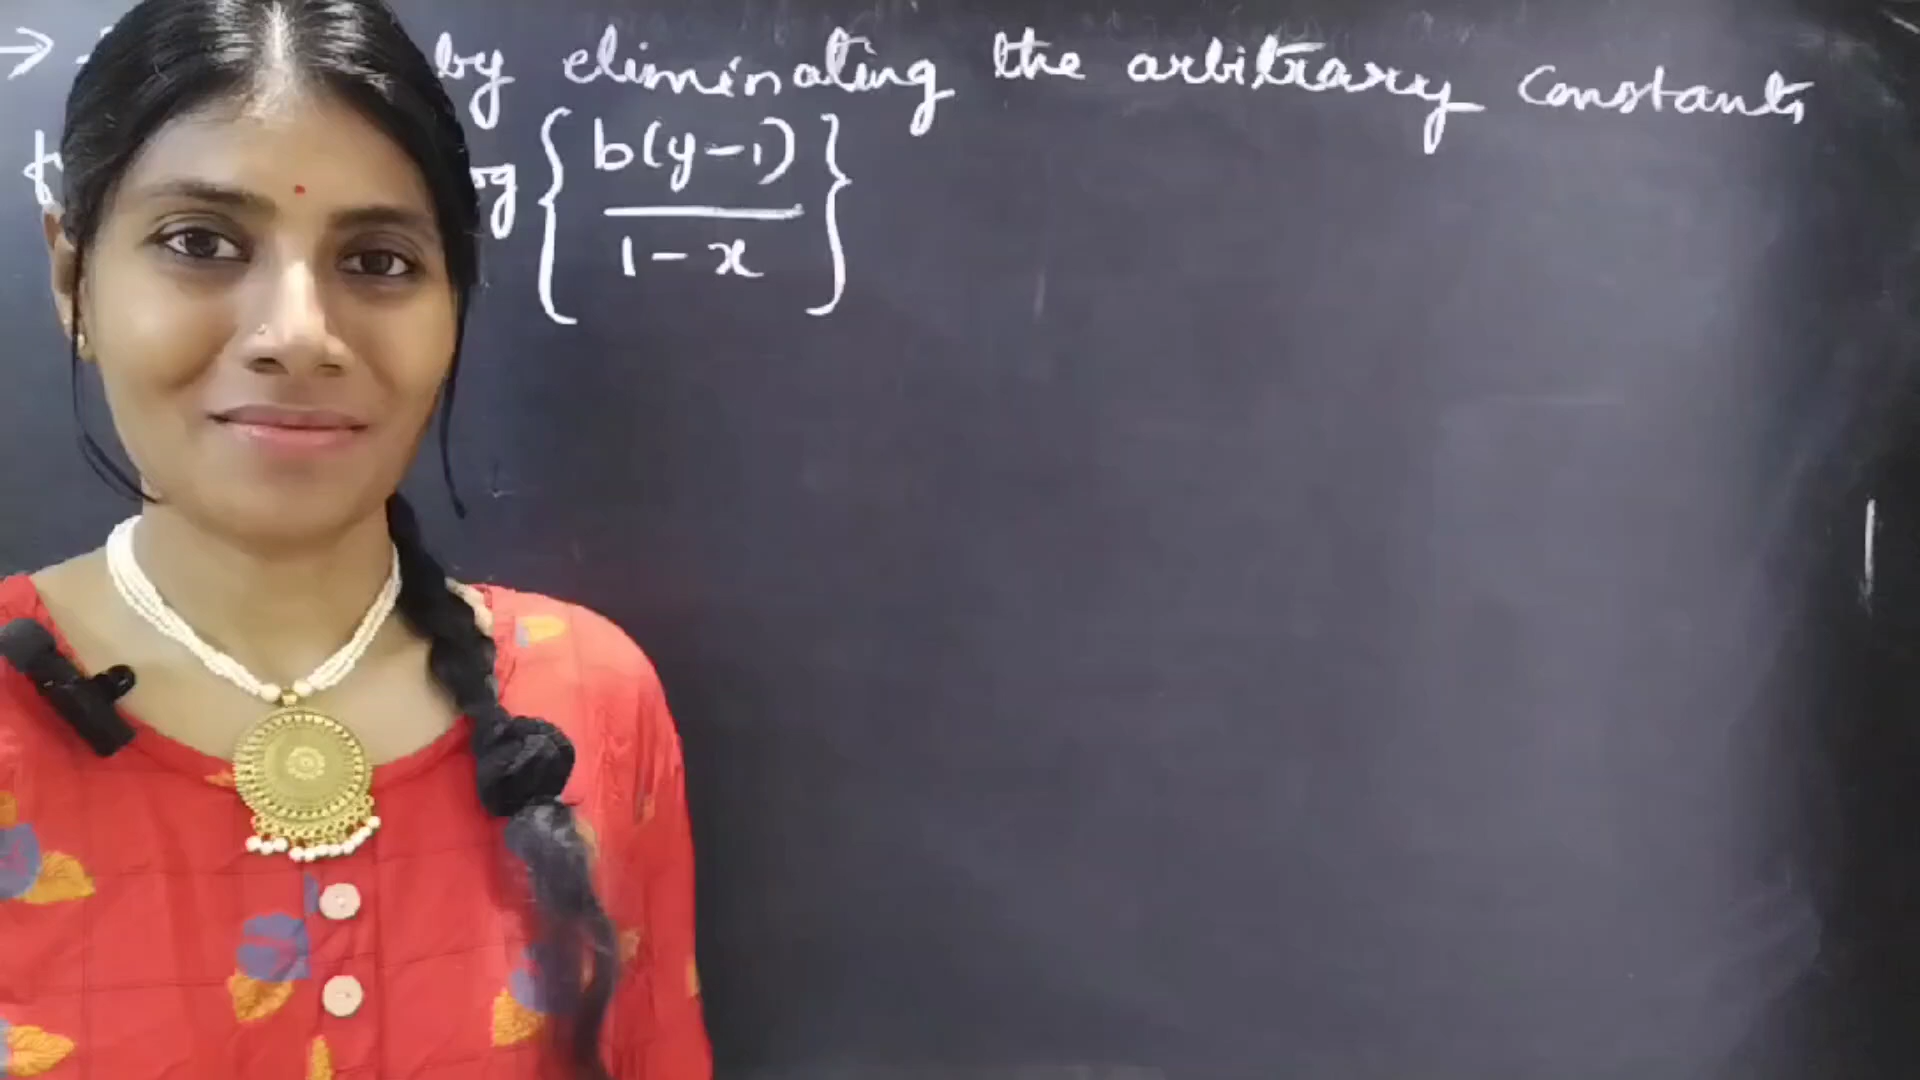 → by eliminating the arbitrary constants
{ b(y-1) / 1-x }